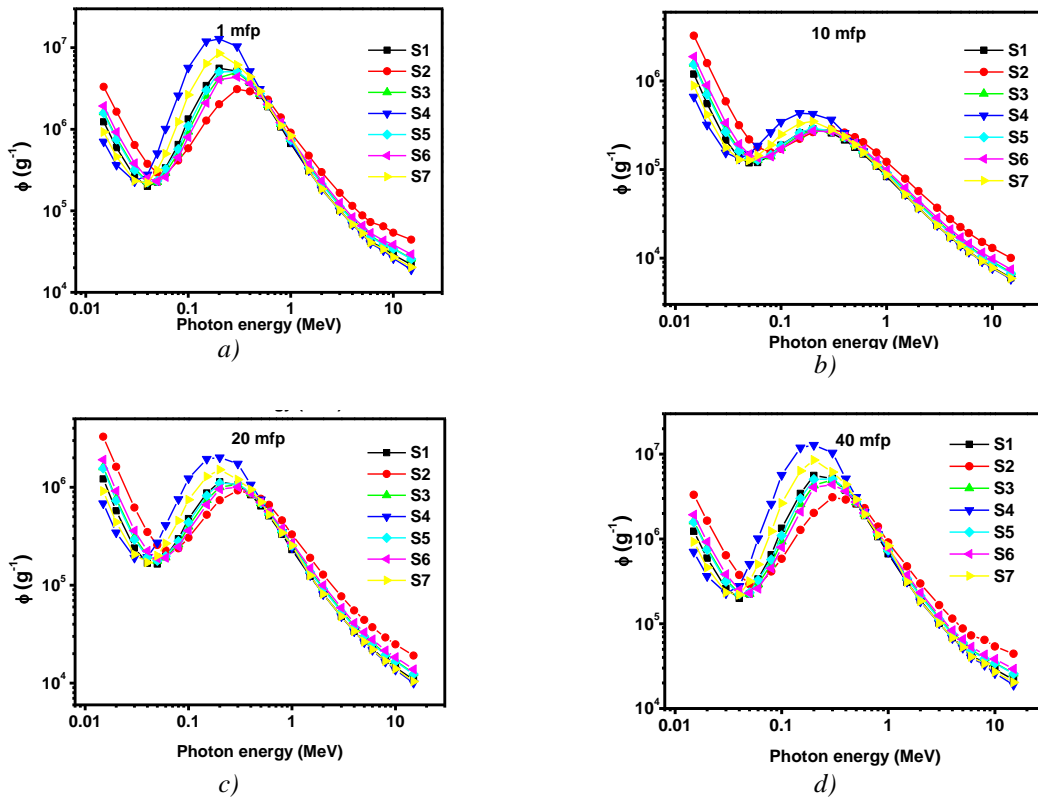 1 mfp
S1
S2
S3
S4
S5
S6
S7
10⁷
10⁶
10⁵
10⁴
ϕ (g⁻¹)
0.01 0.1 1 10
Photon energy (MeV)
a)
10 mfp
S1
S2
S3
S4
S5
S6
S7
10⁶
10⁵
10⁴
ϕ (g⁻¹)
0.01 0.1 1 10
Photon energy (MeV)
b)
20 mfp
S1
S2
S3
S4
S5
S6
S7
10⁶
10⁵
10⁴
ϕ (g⁻¹)
0.01 0.1 1 10
Photon energy (MeV)
c)
40 mfp
S1
S2
S3
S4
S5
S6
S7
10⁷
10⁶
10⁵
10⁴
ϕ (g⁻¹)
0.01 0.1 1 10
Photon energy (MeV)
d)